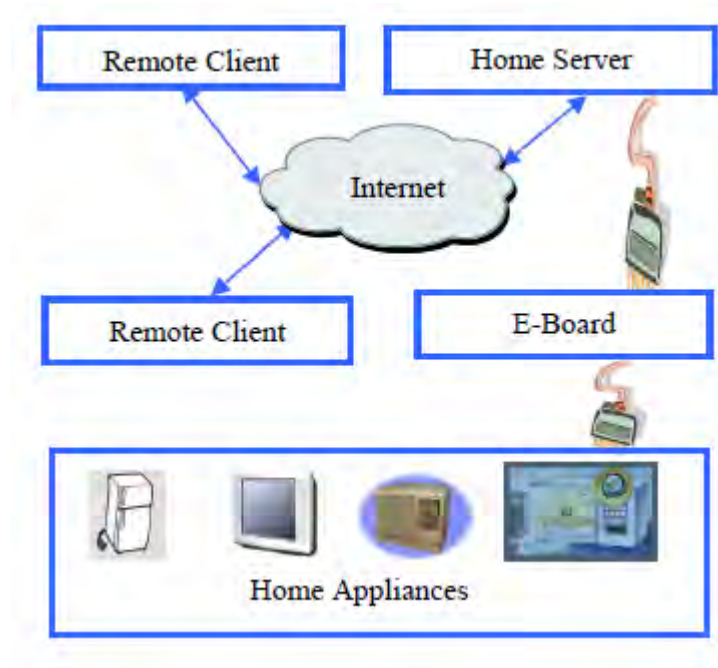 Remote Client
Home Server
Internet
Remote Client
E-Board
Home Appliances